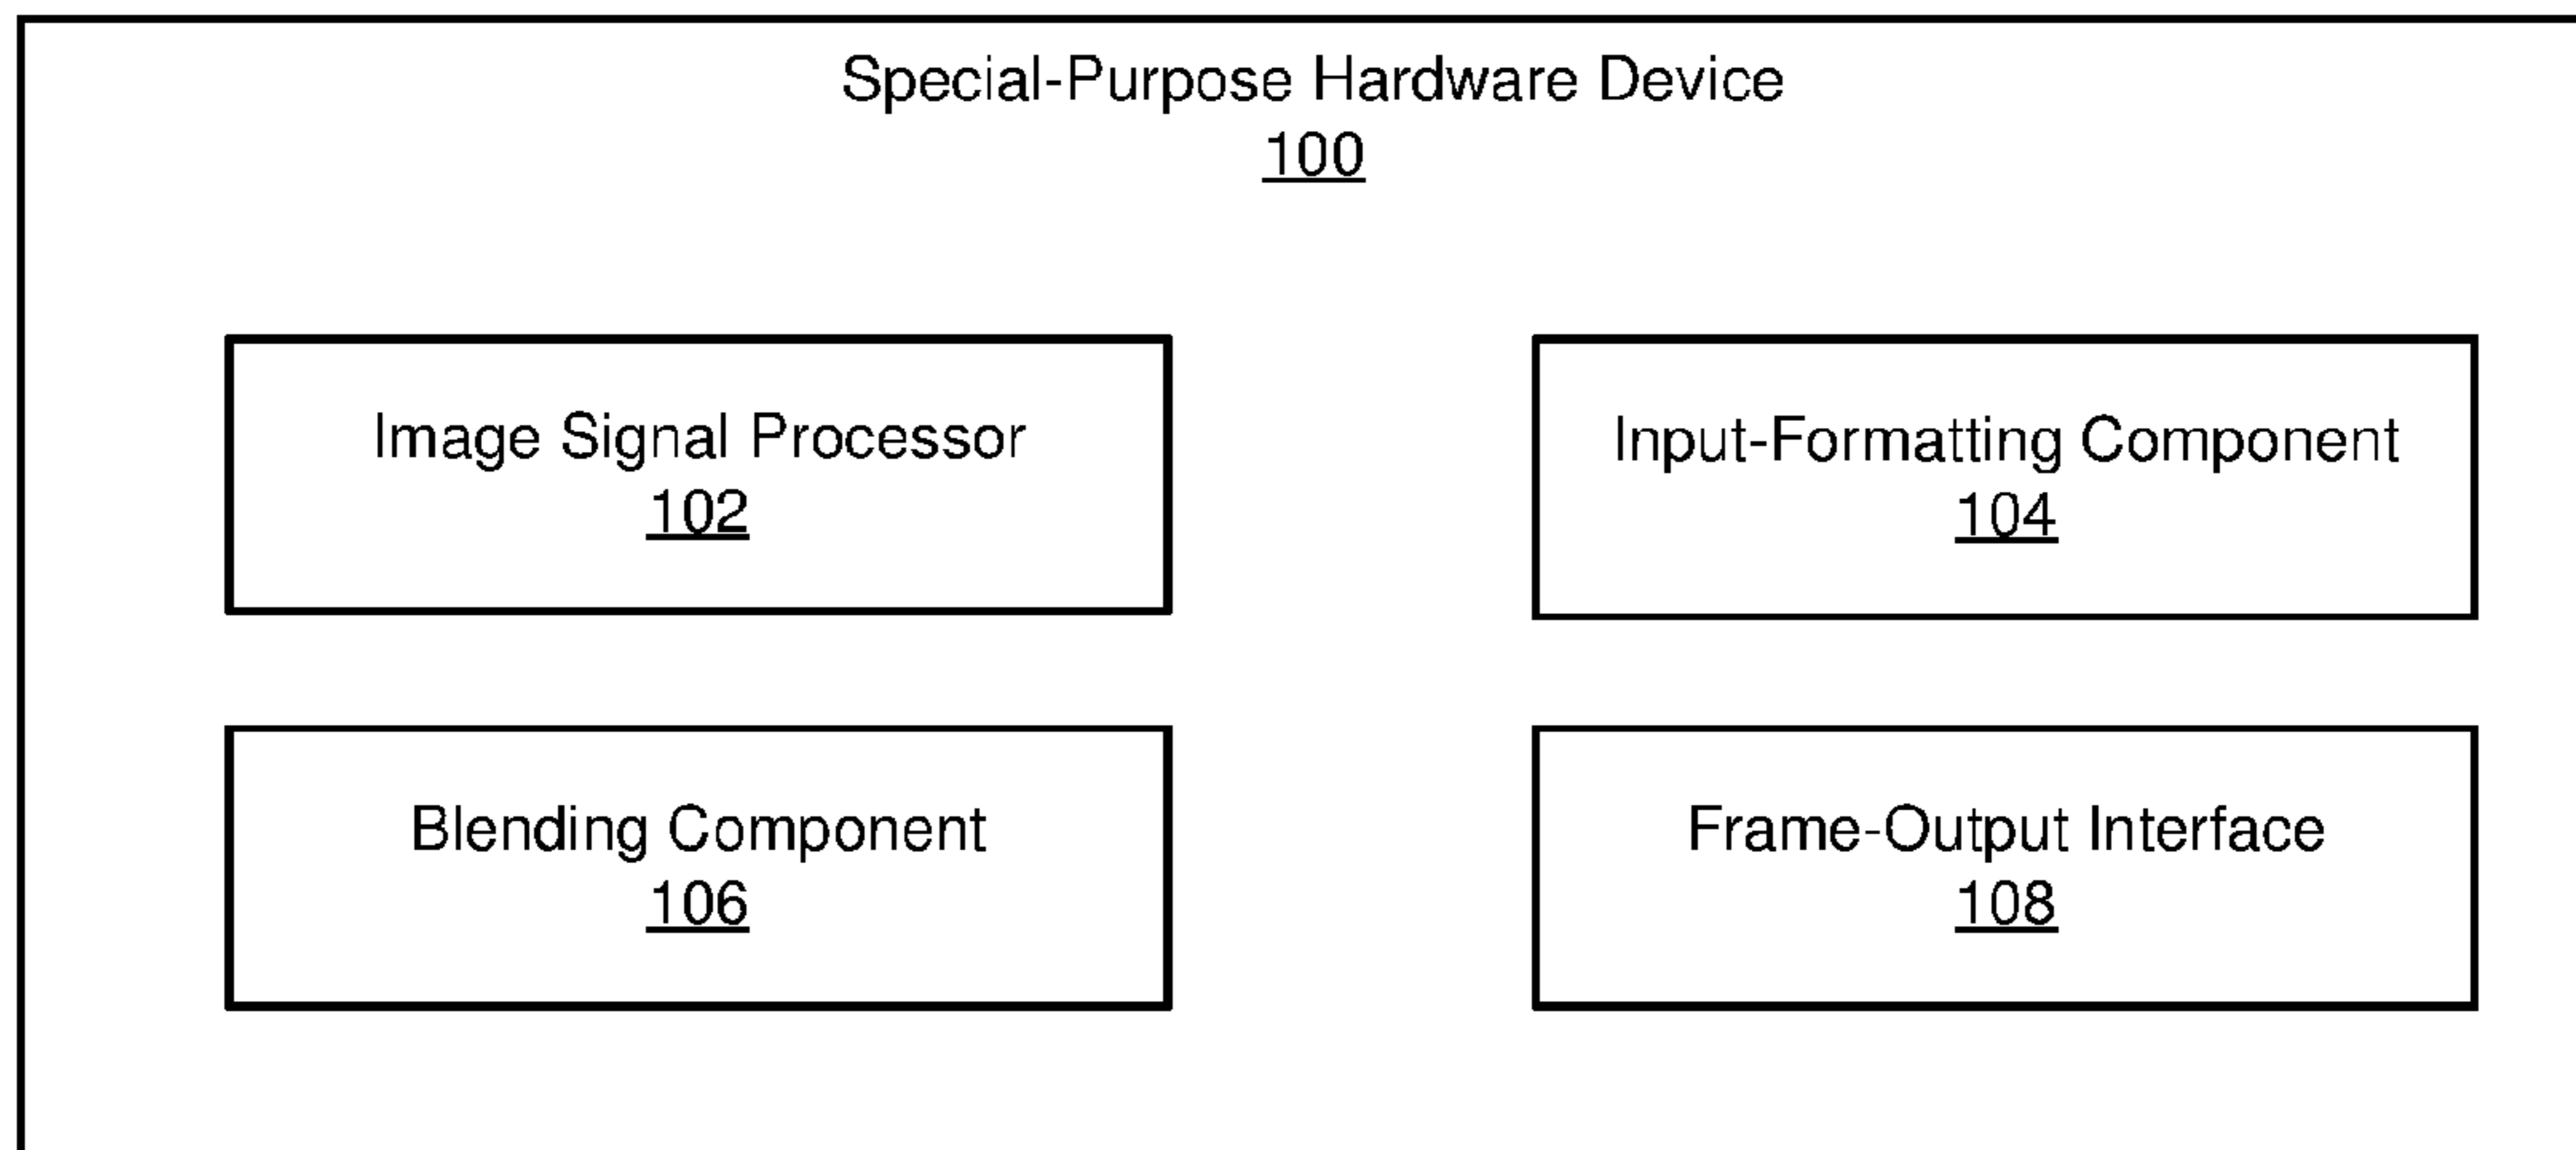 Special-Purpose Hardware Device
100
Image Signal Processor
102
Input-Formatting Component
104
Blending Component
106
Frame-Output Interface
108